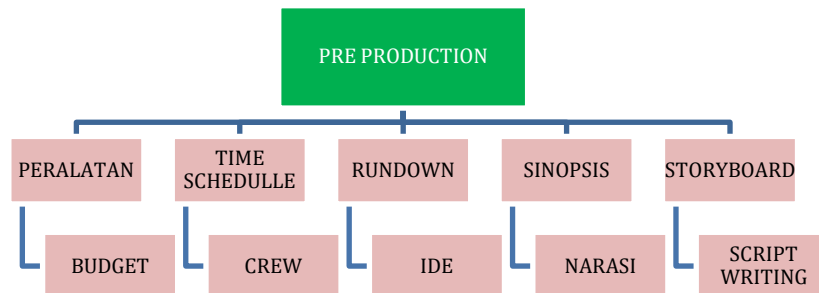 PRE PRODUCTION
PERALATAN
TIME
SCHEDULLE
RUNDOWN
SINOPSIS
STORYBOARD
BUDGET
CREW
IDE
NARASI
SCRIPT
WRITING